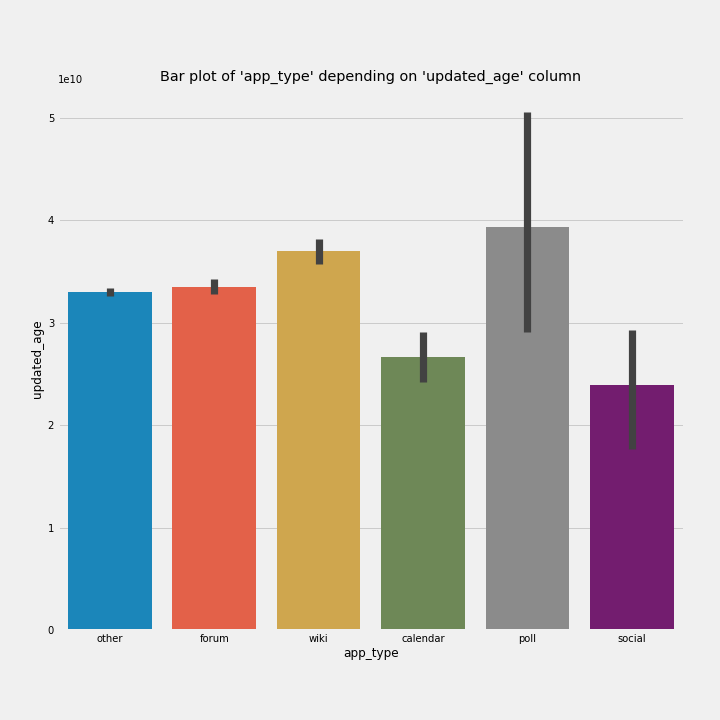 Bar plot of 'app_type' depending on 'updated_age' column
1e10
5
4
3
2
1
0
updated_age
other forum wiki calendar poll social
app_type